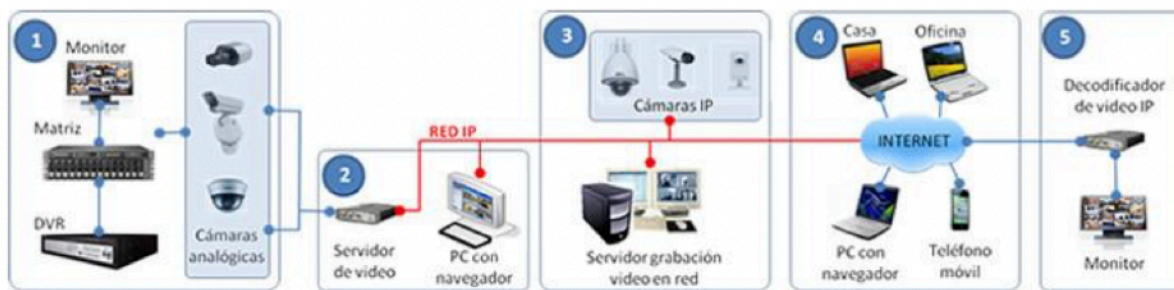 1
Monitor
Matriz
DVR
Cámaras
analógicas
2
Servidor
de video
RED IP
PC con
navegador
3
Cámaras IP
Servidor grabación
video en red
4
Casa
Oficina
INTERNET
PC con
navegador
Teléfono
móvil
5
Decodificador
de video IP
Monitor